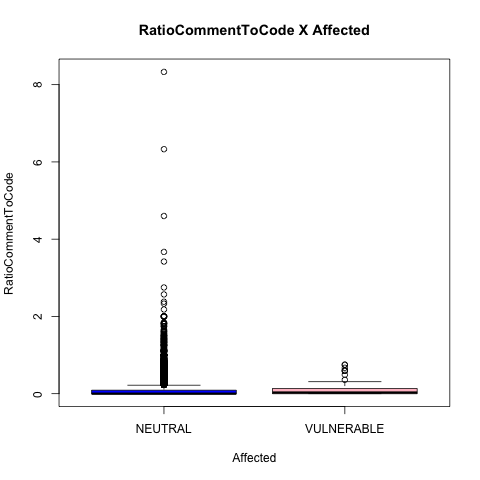 RatioCommentToCode X Affected
RatioCommentToCode
8
6
4
2
0
NEUTRAL VULNERABLE
Affected